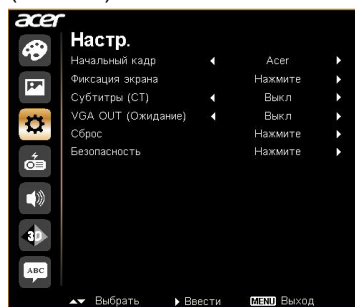 acer
Настр.
Начальный кадр Acer
Фиксация экрана Нажмите
Субтитры (СТ) Выкл
VGA OUT (Ожидание) Выкл
Сброс Нажмите
Безопасность Нажмите
3D
ABC
Выбрать Ввести MENU Выход